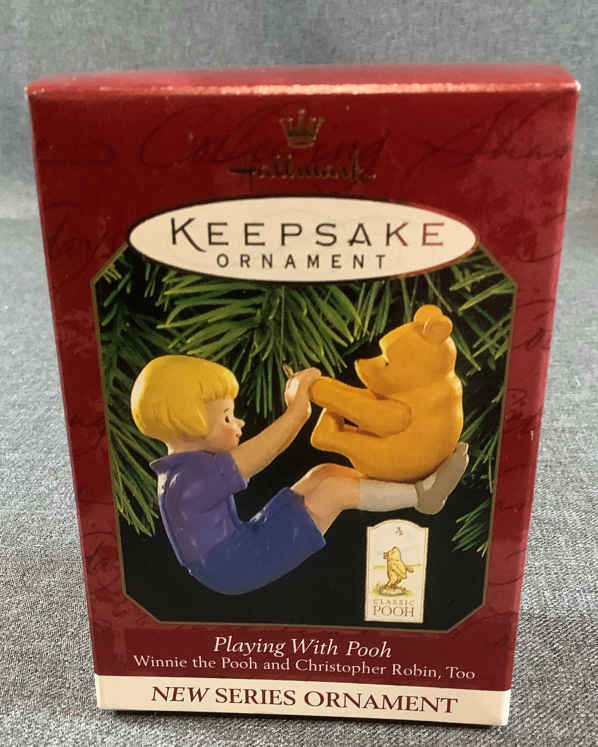 Hallmark
KEEPSAKE
ORNAMENT
CLASSIC
POOH
Playing With Pooh
Winnie the Pooh and Christopher Robin, Too
NEW SERIES ORNAMENT